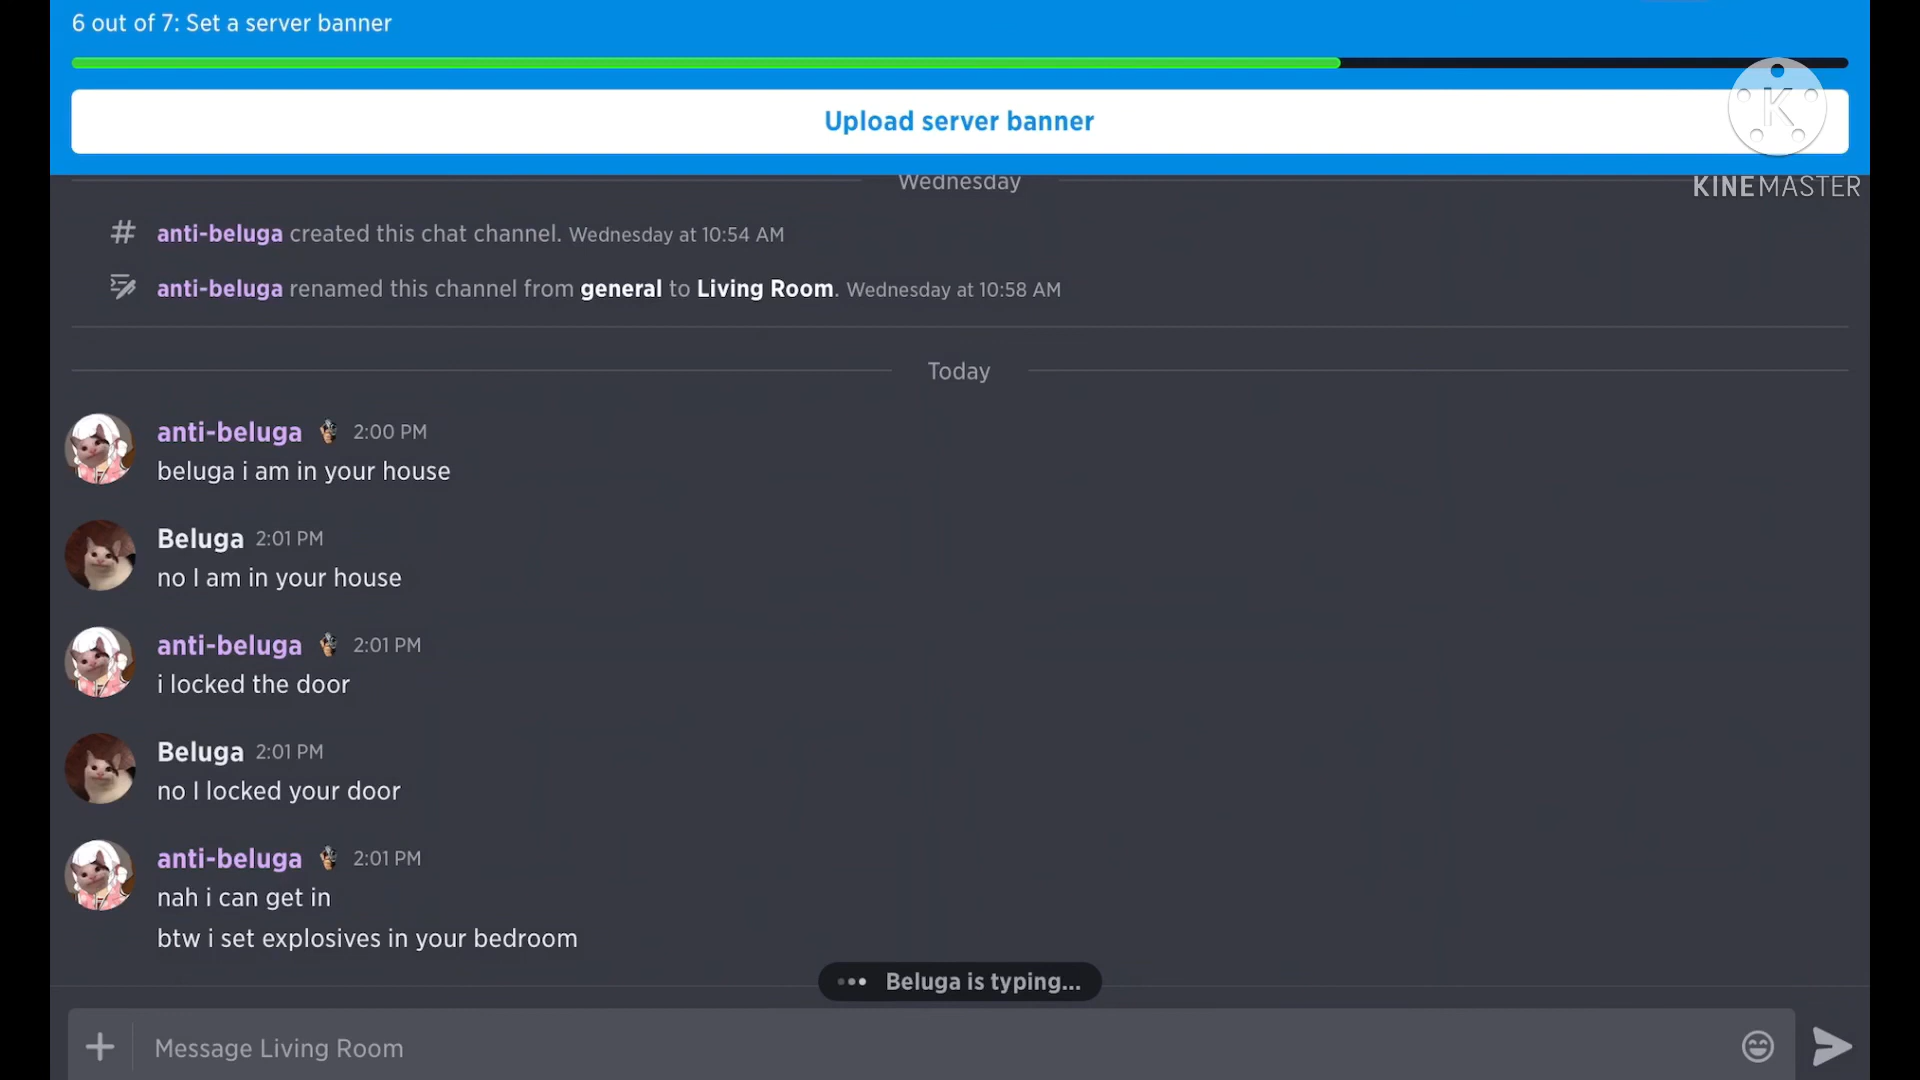 6 out of 7: Set a server banner
Upload server banner
K
KINEMASTER
Wednesday
anti-beluga created this chat channel. Wednesday at 10:54 AM
anti-beluga renamed this channel from general to Living Room. Wednesday at 10:58 AM
Today
anti-beluga 2:00 PM
beluga i am in your house
Beluga 2:01 PM
no I am in your house
anti-beluga 2:01 PM
i locked the door
Beluga 2:01 PM
no I locked your door
anti-beluga 2:01 PM
nah i can get in
btw i set explosives in your bedroom
Beluga is typing...
Message Living Room